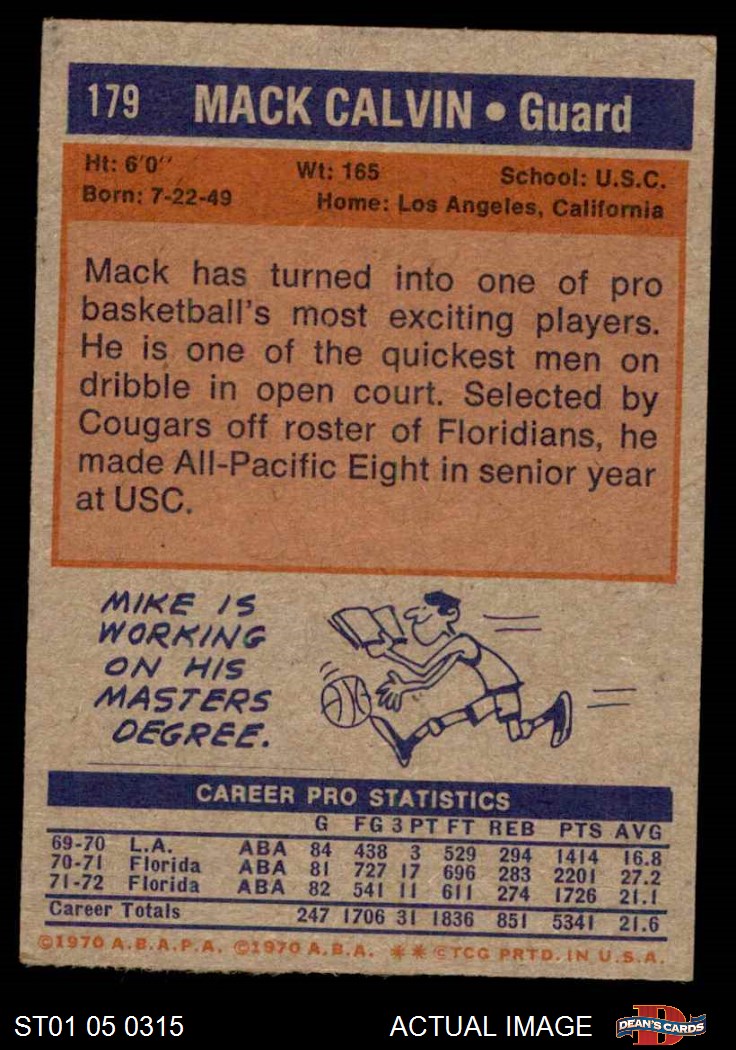 179 MACK CALVIN • Guard
Ht: 6'0" Wt: 165 School: U.S.C.
Born: 7-22-49 Home: Los Angeles, California
Mack has turned into one of pro
basketball's most exciting players.
He is one of the quickest men on
dribble in open court. Selected by
Cougars off roster of Floridians, he
made All-Pacific Eight in senior year
at USC.
MIKE IS
WORKING
ON HIS
MASTERS
DEGREE.
CAREER PRO STATISTICS
G FG 3 PT FT REB PTS AVG
69-70 L.A. ABA 84 438 3 529 294 1414 16.8
70-71 Florida ABA 81 727 17 696 283 2201 27.2
71-72 Florida ABA 82 541 11 611 274 1726 21.1
Career Totals 247 1706 31 1836 851 5341 21.6
©1970 A.B.A.P.A. ©1970 A.B.A. ** ©TCG PRTD. IN U.S.A.
ST01 05 0315 ACTUAL IMAGE DEAN'S CARDS